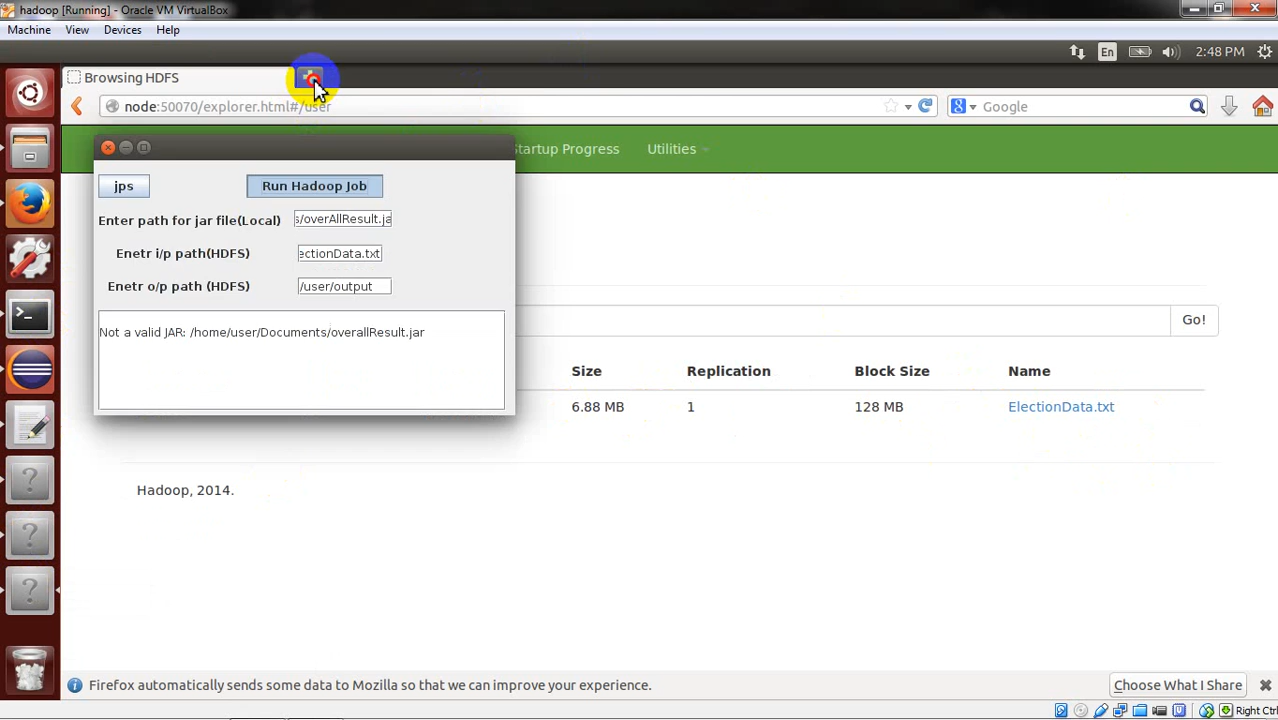 hadoop [Running] - Oracle VM VirtualBox
Machine View Devices Help
En 2:48 PM
Browsing HDFS
node:50070/explorer.html#/user
Google
Startup Progress Utilities
jps Run Hadoop Job
Enter path for jar file(Local) s/overAllResult.ja
Enetr i/p path(HDFS) ectionData.txt
Enetr o/p path (HDFS) /user/output
Not a valid JAR: /home/user/Documents/overallResult.jar
Go!
Size Replication Block Size Name
6.88 MB 1 128 MB ElectionData.txt
Hadoop, 2014.
Firefox automatically sends some data to Mozilla so that we can improve your experience. Choose What I Share
Right Ctrl